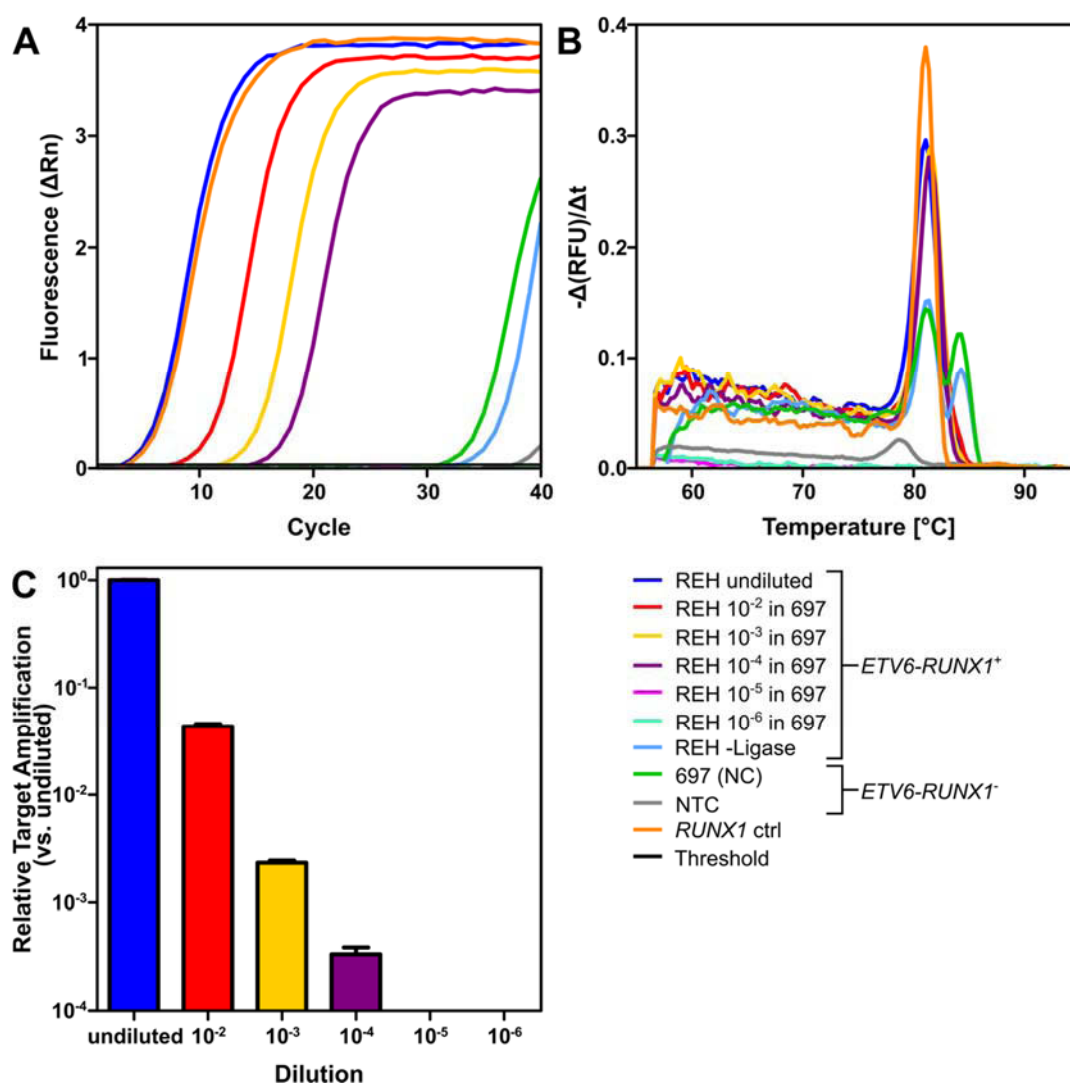 A
Fluorescence (ΔRn)
4
3
2
1
0
10
20
30
40
Cycle
B
-Δ(RFU)/Δt
0.4
0.3
0.2
0.1
0.0
60
70
80
90
Temperature [°C]
C
Relative Target Amplification
(vs. undiluted)
10⁰
10⁻¹
10⁻²
10⁻³
10⁻⁴
undiluted
10⁻²
10⁻³
10⁻⁴
10⁻⁵
10⁻⁶
Dilution
REH undiluted
REH 10⁻² in 697
REH 10⁻³ in 697
REH 10⁻⁴ in 697
REH 10⁻⁵ in 697
REH 10⁻⁶ in 697
REH -Ligase
697 (NC)
NTC
RUNX1 ctrl
Threshold
ETV6-RUNX1⁺
ETV6-RUNX1⁻